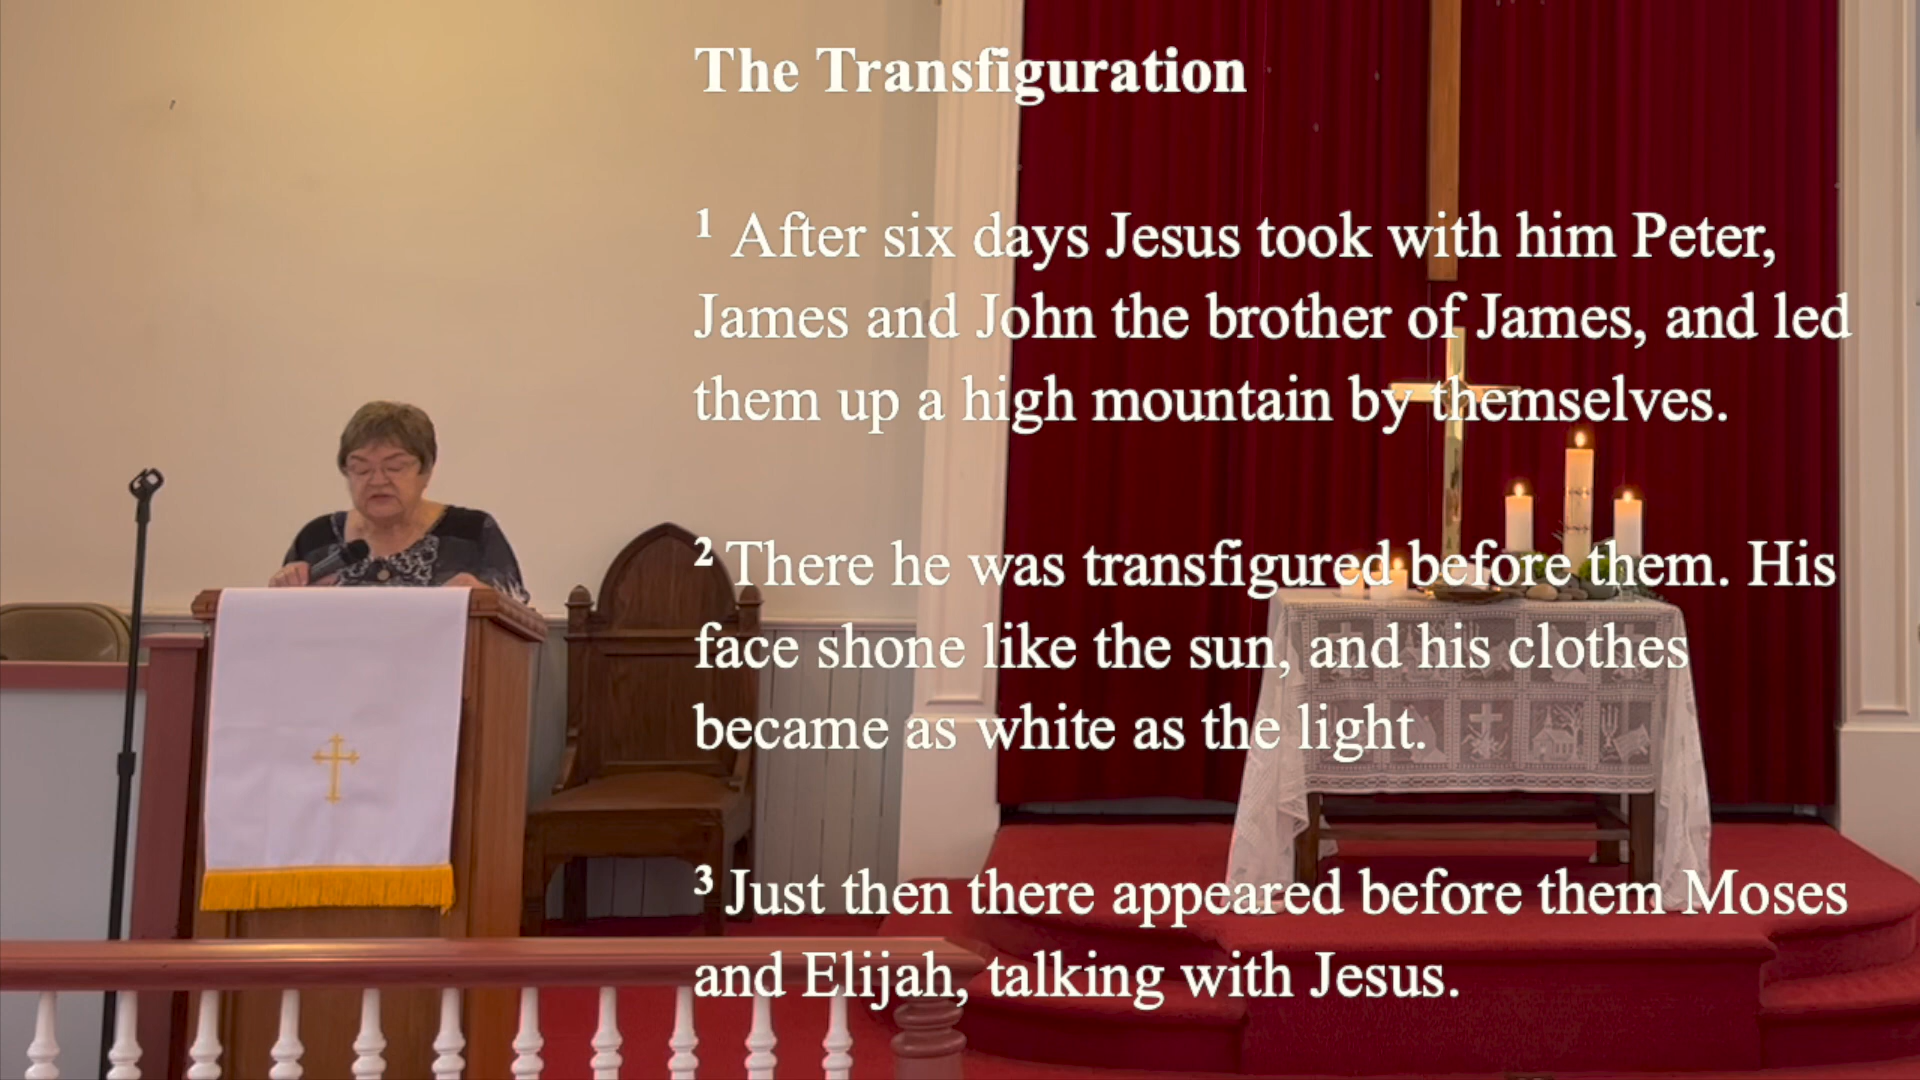 The Transfiguration
1 After six days Jesus took with him Peter,
James and John the brother of James, and led
them up a high mountain by themselves.
2 There he was transfigured before them. His
face shone like the sun, and his clothes
became as white as the light.
3 Just then there appeared before them Moses
and Elijah, talking with Jesus.